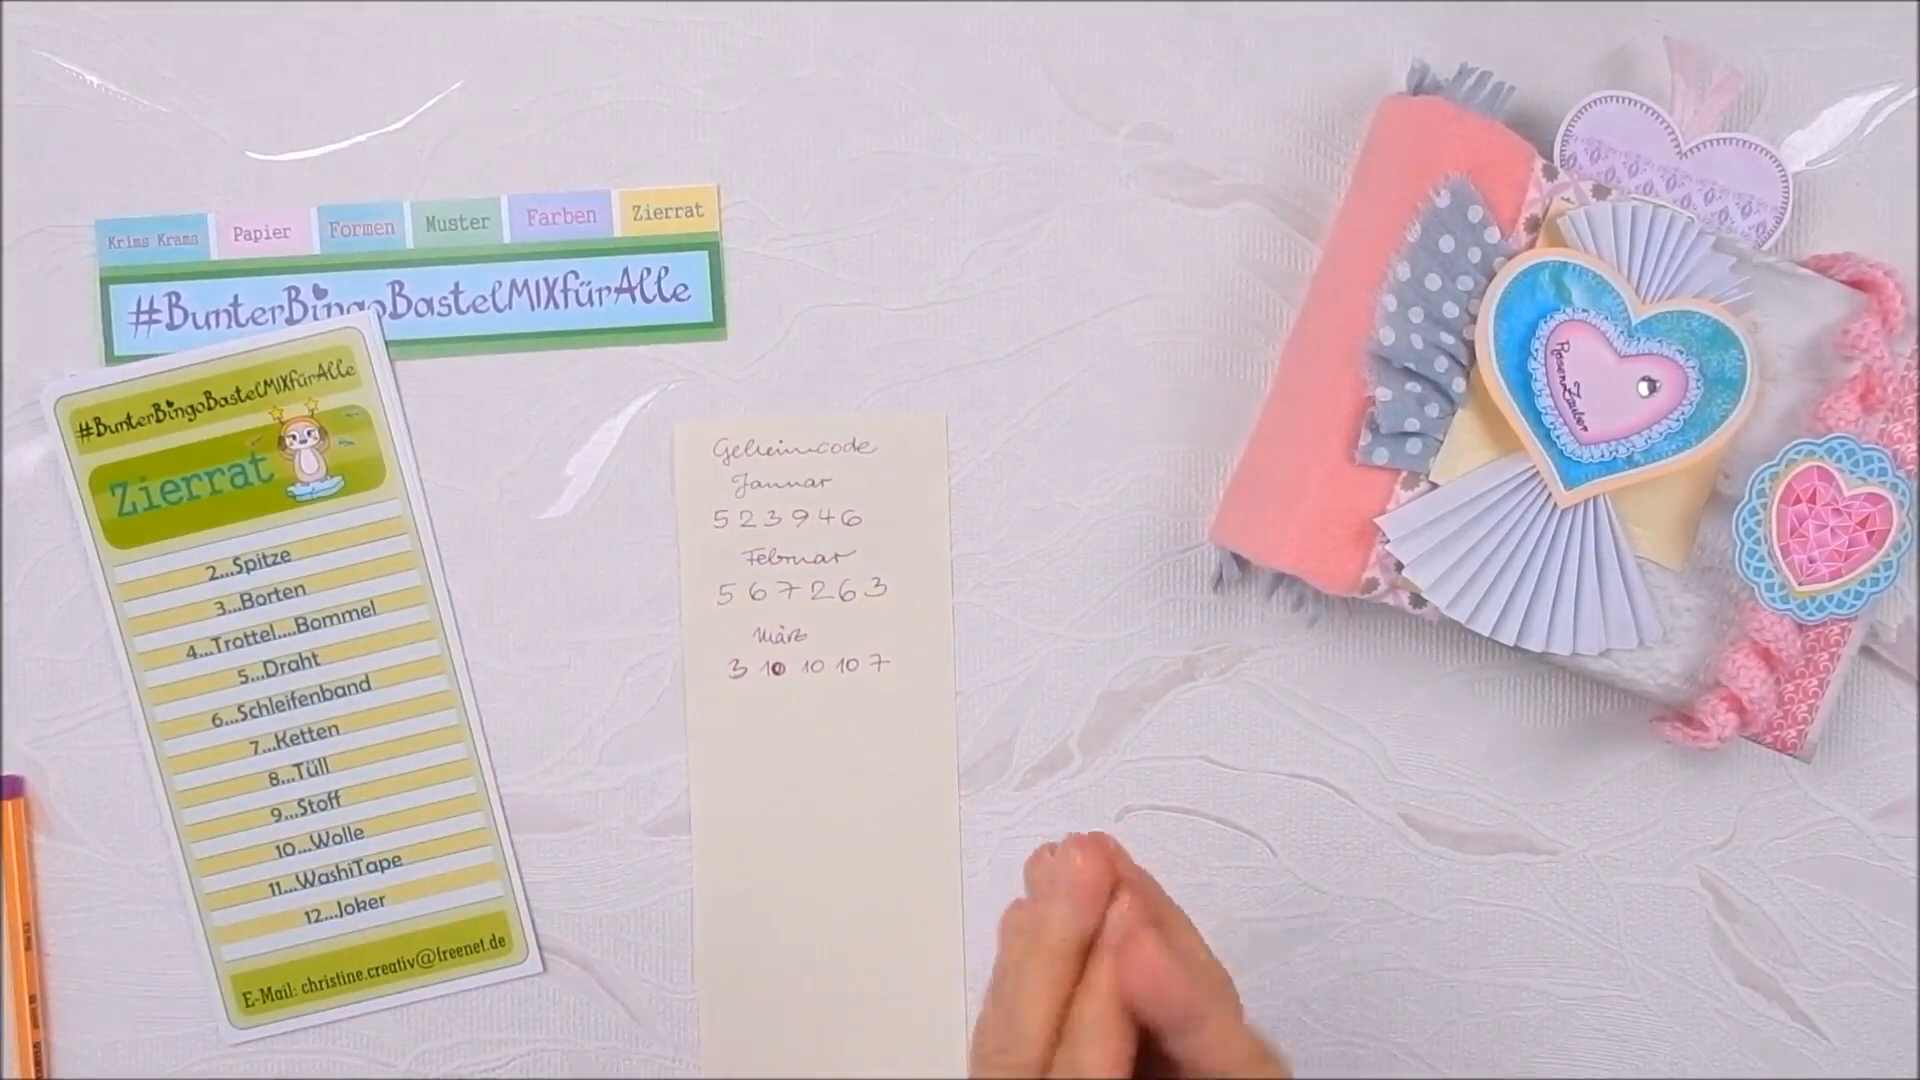 Krims Krams
Papier
Formen
Muster
Farben
Zierrat
#BunterBingoBastelMIXfürAlle
#BunterBingoBastelMIXfürAlle
Zierrat
2...Spitze
3...Borten
4...Trottel....Bommel
5...Draht
6...Schleifenband
7...Ketten
8...Tüll
9...Stoff
10...Wolle
11...WashiTape
12...Joker
E-Mail: christine.creativ@freenet.de
Geheimcode
Januar
5 2 3 9 4 6
Februar
5 6 7 2 6 3
März
3 10 10 10 7
RosenZauber